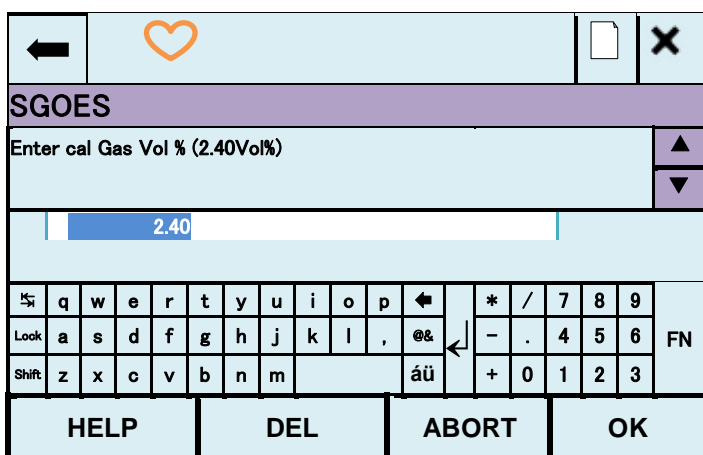 SGOES
Enter cal Gas Vol % (2.40Vol%)
2.40
q w e r t y u i o p * / 7 8 9
Lock a s d f g h j k l , @& - . 4 5 6 FN
Shift z x c v b n m áü + 0 1 2 3
HELP DEL ABORT OK